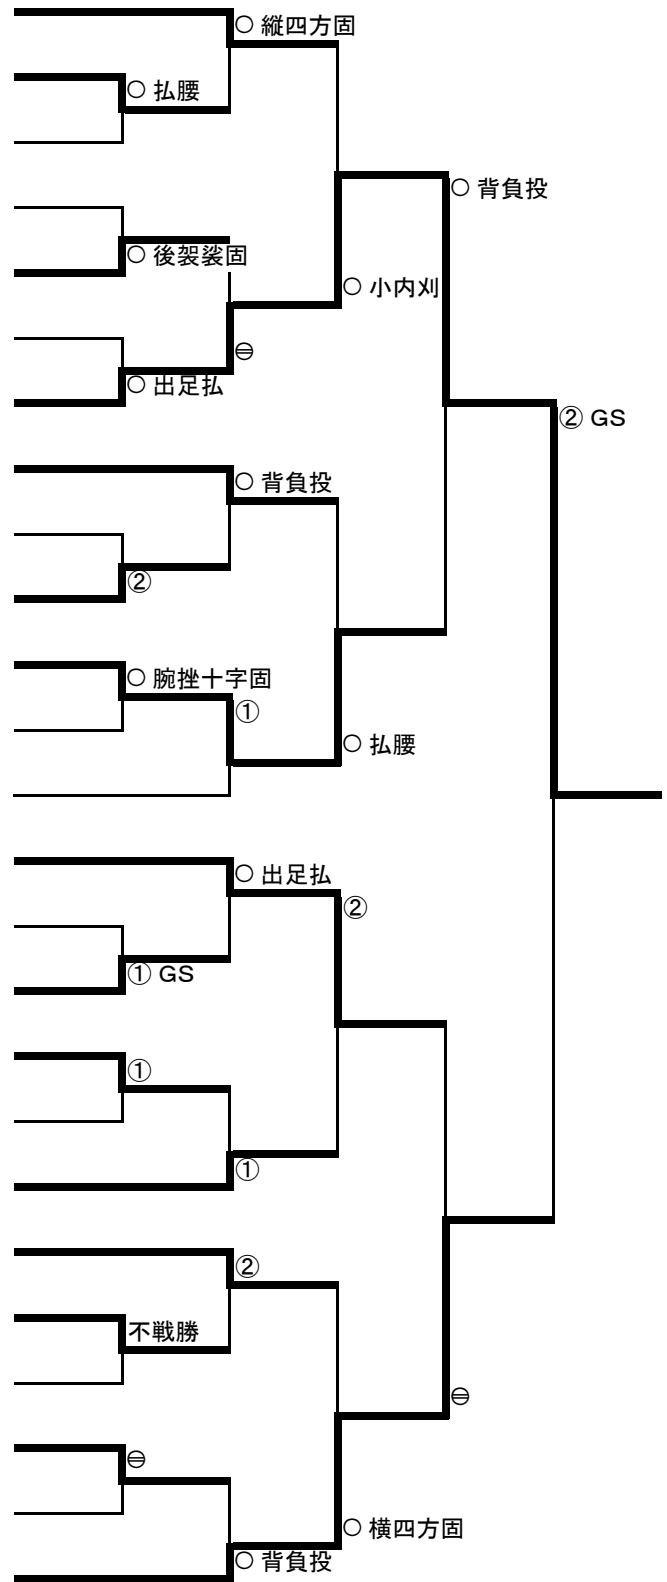 ○ 縦四方固
○ 払腰
○ 背負投
○ 後袈裟固
○ 小内刈
⊖
○ 出足払
② GS
○ 背負投
②
○ 腕挫十字固
①
○ 払腰
○ 出足払
②
① GS
①
①
②
不戦勝
⊖
⊖
○ 横四方固
○ 背負投